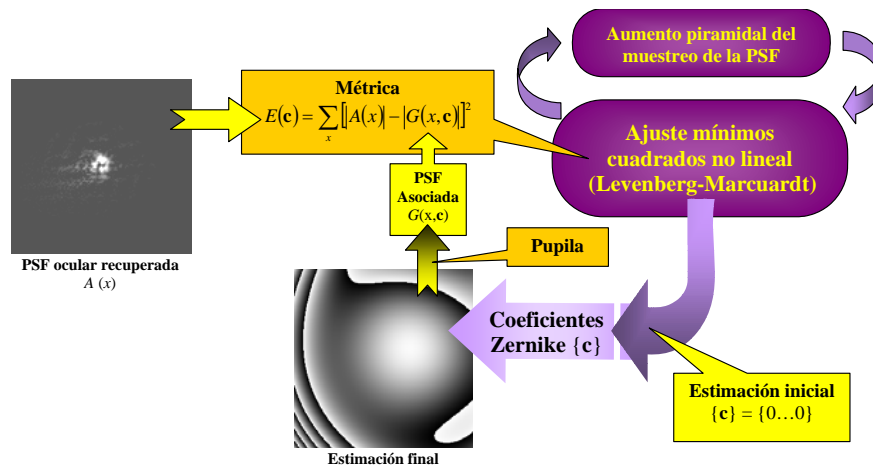 Aumento piramidal del
muestreo de la PSF
Métrica
E(c) = ∑ₓ [|A(x)| − |G(x,c)|]²
Ajuste mínimos
cuadrados no lineal
(Levenberg-Marcuardt)
PSF
Asociada
G(x,c)
PSF ocular recuperada
A (x)
Pupila
Coeficientes
Zernike {c}
Estimación inicial
{c} = {0…0}
Estimación final